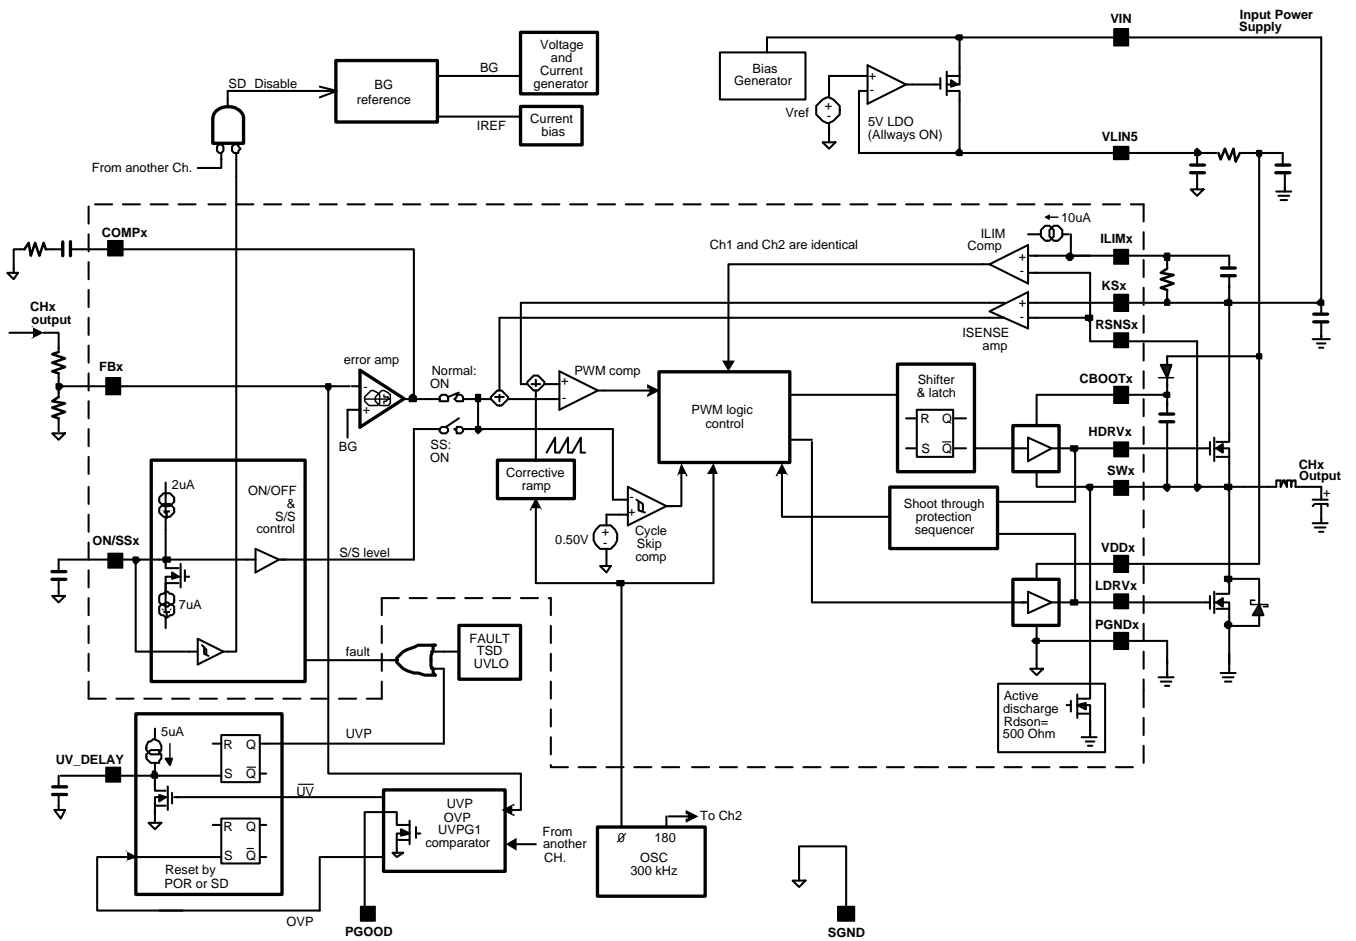 VIN
Input Power
Supply
Voltage
and
Current
generator
BG
SD_Disable
BG
reference
IREF
Current
bias
Bias
Generator
Vref
+
-
+
-
5V LDO
(Allways ON)
VLIN5
From another Ch.
COMPx
Ch1 and Ch2 are identical
10uA
ILIM
Comp
+
-
ILIMx
KSx
+
-
ISENSE
amp
RSNSx
CHx
output
FBx
error amp
-
+
BG
Normal:
ON
SS:
ON
+
+
+
-
PWM comp
PWM logic
control
Shifter
& latch
R Q
S Q
CBOOTx
HDRVx
SWx
CHx
Output
+
Corrective
ramp
-
+
0.50V
+
-
Cycle
Skip
comp
Shoot through
protection
sequencer
VDDx
LDRVx
PGNDx
ON/SSx
2uA
ON/OFF
&
S/S
control
7uA
S/S level
fault
FAULT
TSD
UVLO
Active
discharge
Rdson=
500 Ohm
UV_DELAY
5uA
R Q
S Q
UVP
UV
R Q
S Q
Reset by
POR or SD
OVP
UVP
OVP
UVPG1
comparator
From
another
CH.
PGOOD
To Ch2
0 180
OSC
300 kHz
SGND